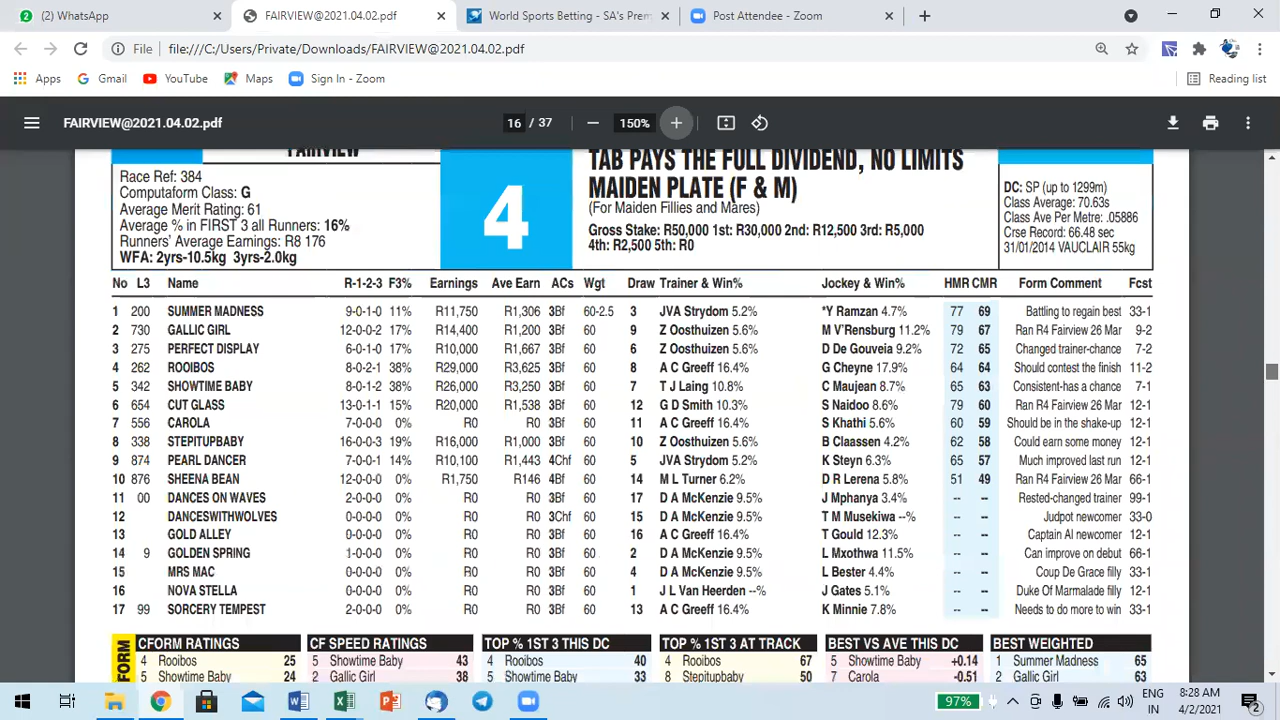 (2) WhatsApp
FAIRVIEW@2021.04.02.pdf
World Sports Betting - SA's Premie
Post Attendee - Zoom
File file:///C:/Users/Private/Downloads/FAIRVIEW@2021.04.02.pdf
Apps Gmail YouTube Maps Sign In - Zoom Reading list
FAIRVIEW@2021.04.02.pdf 16 / 37 150%
FAIRVIEW
Race Ref: 384
Computaform Class: G
Average Merit Rating: 61
Average % in FIRST 3 all Runners: 16%
Runners' Average Earnings: R8 176
WFA: 2yrs-10.5kg 3yrs-2.0kg
4
TAB PAYS THE FULL DIVIDEND, NO LIMITS
MAIDEN PLATE (F & M)
(For Maiden Fillies and Mares)
Gross Stake: R50,000 1st: R30,000 2nd: R12,500 3rd: R5,000
4th: R2,500 5th: R0
DC: SP (up to 1299m)
Class Average: 70.63s
Class Ave Per Metre: .05886
Crse Record: 66.48 sec
31/01/2014 VAUCLAIR 55kg
No L3 Name R-1-2-3 F3% Earnings Ave Earn ACs Wgt Draw Trainer & Win% Jockey & Win% HMR CMR Form Comment Fcst
1 200 SUMMER MADNESS 9-0-1-0 11% R11,750 R1,306 3Bf 60-2.5 3 JVA Strydom 5.2% *Y Ramzan 4.7% 77 69 Battling to regain best 33-1
2 730 GALLIC GIRL 12-0-0-2 17% R14,400 R1,200 3Bf 60 9 Z Oosthuizen 5.6% M V'Rensburg 11.2% 79 67 Ran R4 Fairview 26 Mar 9-2
3 275 PERFECT DISPLAY 6-0-1-0 17% R10,000 R1,667 3Bf 60 6 Z Oosthuizen 5.6% D De Gouveia 9.2% 72 65 Changed trainer-chance 7-2
4 262 ROOIBOS 8-0-2-1 38% R29,000 R3,625 3Bf 60 8 A C Greeff 16.4% G Cheyne 17.9% 64 64 Should contest the finish 11-2
5 342 SHOWTIME BABY 8-0-1-2 38% R26,000 R3,250 3Bf 60 7 T J Laing 10.8% C Maujean 8.7% 65 63 Consistent-has a chance 7-1
6 654 CUT GLASS 13-0-1-1 15% R20,000 R1,538 3Bf 60 12 G D Smith 10.3% S Naidoo 8.6% 79 60 Ran R4 Fairview 26 Mar 12-1
7 556 CAROLA 7-0-0-0 0% R0 R0 3Bf 60 11 A C Greeff 16.4% S Khathi 5.6% 60 59 Should be in the shake-up 12-1
8 338 STEPITUPBABY 16-0-0-3 19% R16,000 R1,000 3Bf 60 10 Z Oosthuizen 5.6% B Claassen 4.2% 62 58 Could earn some money 12-1
9 874 PEARL DANCER 7-0-0-1 14% R10,100 R1,443 4Chf 60 5 JVA Strydom 5.2% K Steyn 6.3% 65 57 Much improved last run 12-1
10 876 SHEENA BEAN 12-0-0-0 0% R1,750 R146 4Bf 60 14 M L Turner 6.2% D R Lerena 5.8% 51 49 Ran R4 Fairview 26 Mar 66-1
11 00 DANCES ON WAVES 2-0-0-0 0% R0 R0 3Bf 60 17 D A McKenzie 9.5% J Mphanya 3.4% -- -- Rested-changed trainer 99-1
12 DANCESWITHWOLVES 0-0-0-0 0% R0 R0 3Chf 60 15 D A McKenzie 9.5% T M Musekiwa --% -- -- Judpot newcomer 33-0
13 GOLD ALLEY 0-0-0-0 0% R0 R0 3Bf 60 16 A C Greeff 16.4% T Gould 12.3% -- -- Captain Al newcomer 12-1
14 9 GOLDEN SPRING 1-0-0-0 0% R0 R0 3Bf 60 2 D A McKenzie 9.5% L Mxothwa 11.5% -- -- Can improve on debut 66-1
15 MRS MAC 0-0-0-0 0% R0 R0 3Bf 60 4 D A McKenzie 9.5% L Bester 4.4% -- -- Coup De Grace filly 33-1
16 NOVA STELLA 0-0-0-0 0% R0 R0 3Bf 60 1 J L Van Heerden --% J Gates 5.1% -- -- Duke Of Marmalade filly 12-1
17 99 SORCERY TEMPEST 2-0-0-0 0% R0 R0 3Bf 60 13 A C Greeff 16.4% K Minnie 7.8% -- -- Needs to do more to win 33-1
FORM
CFORM RATINGS CF SPEED RATINGS TOP % 1ST 3 THIS DC TOP % 1ST 3 AT TRACK BEST VS AVE THIS DC BEST WEIGHTED
4 Rooibos 25 5 Showtime Baby 43 4 Rooibos 40 4 Rooibos 67 5 Showtime Baby +0.14 1 Summer Madness 65
5 Showtime Baby 24 2 Gallic Girl 38 5 Showtime Baby 33 8 Stepitupbaby 50 7 Carola -0.51 2 Gallic Girl 63
97% ENG IN 8:28 AM 4/2/2021 2